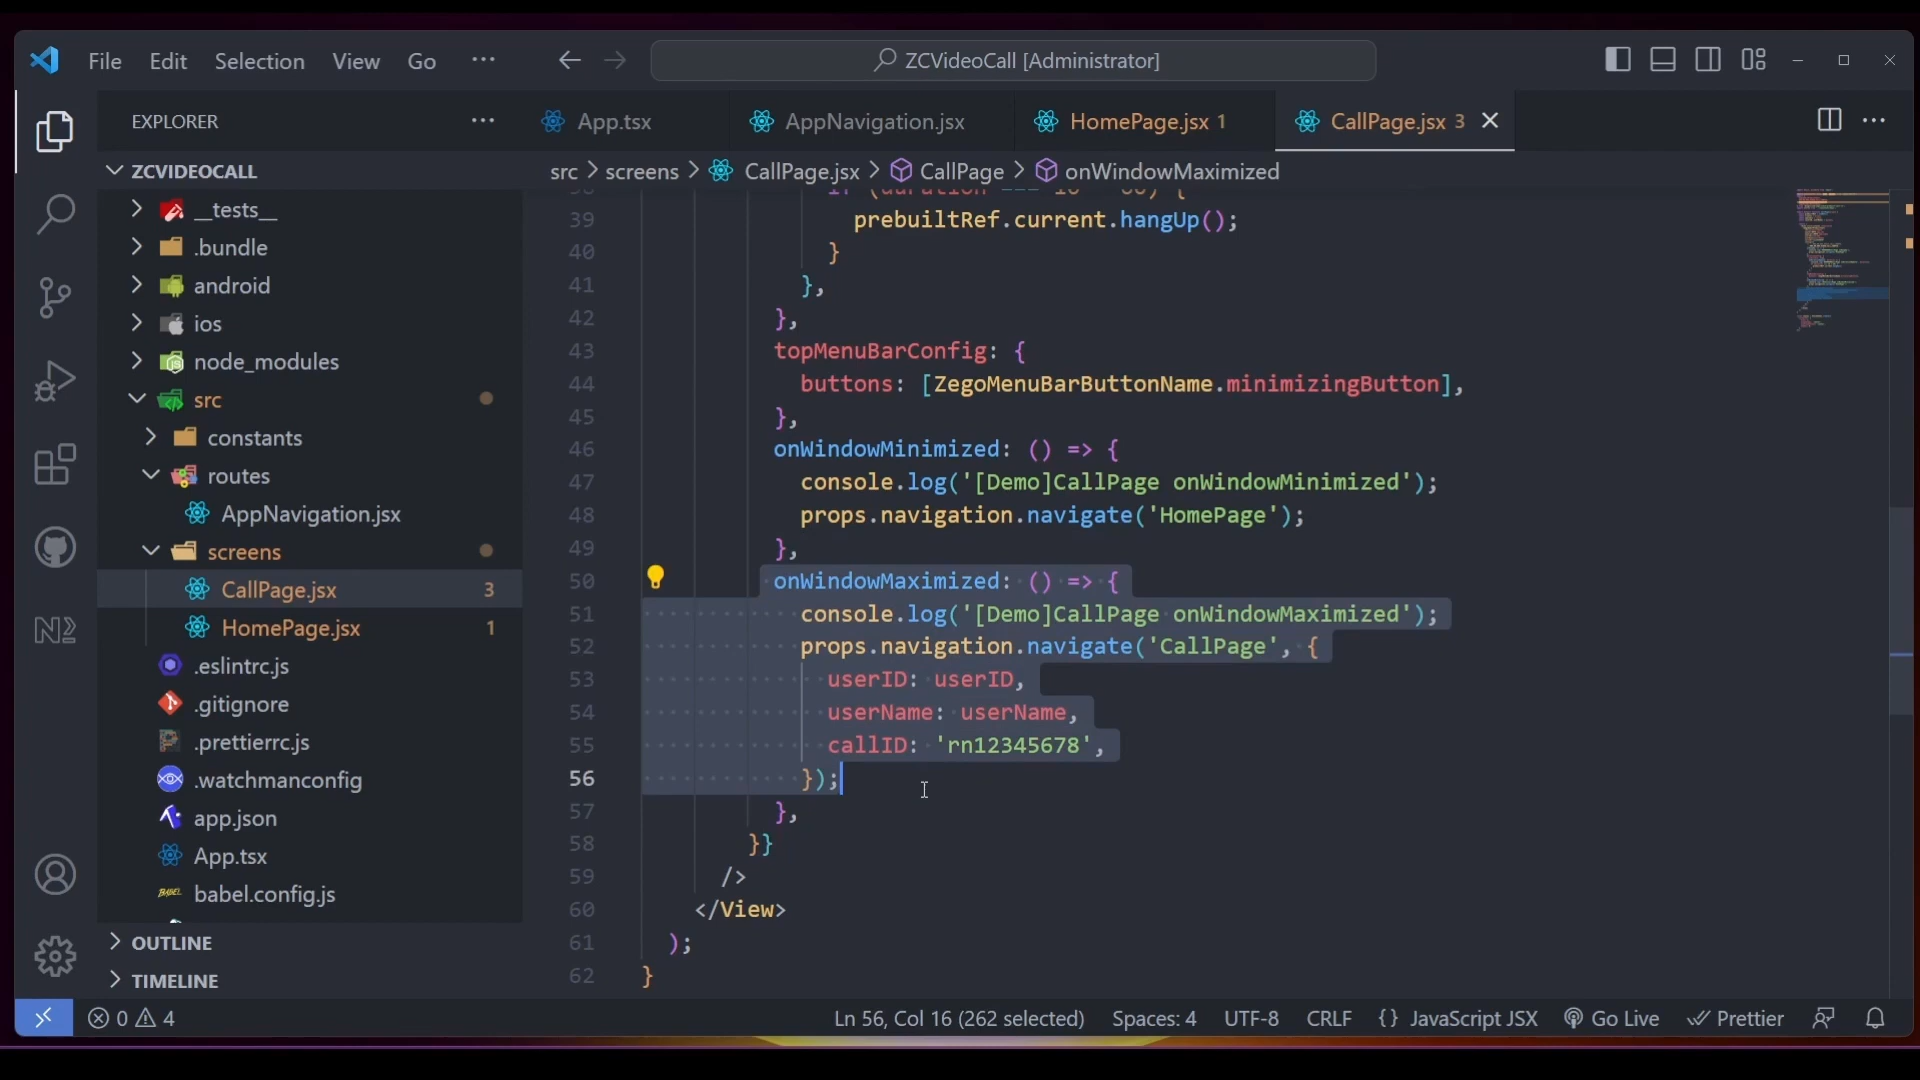 File Edit Selection View Go ···
ZCVideoCall [Administrator]
EXPLORER ···
App.tsx
AppNavigation.jsx
HomePage.jsx 1
CallPage.jsx 3
···
ZCVIDEOCALL
src > screens > CallPage.jsx > CallPage > onWindowMaximized
__tests__
.bundle
android
ios
node_modules
src
constants
routes
AppNavigation.jsx
screens
CallPage.jsx 3
HomePage.jsx 1
.eslintrc.js
.gitignore
.prettierrc.js
.watchmanconfig
app.json
App.tsx
babel.config.js
OUTLINE
TIMELINE
39 prebuiltRef.current.hangUp();
40 }
41 },
42 },
43 topMenuBarConfig: {
44 buttons: [ZegoMenuBarButtonName.minimizingButton],
45 },
46 onWindowMinimized: () => {
47 console.log('[Demo]CallPage onWindowMinimized');
48 props.navigation.navigate('HomePage');
49 },
50 onWindowMaximized: () => {
51 console.log('[Demo]CallPage onWindowMaximized');
52 props.navigation.navigate('CallPage', {
53 userID: userID,
54 userName: userName,
55 callID: 'rn12345678',
56 });
57 },
58 }}
59 />
60 </View>
61 );
62 }
0 4
Ln 56, Col 16 (262 selected)
Spaces: 4
UTF-8
CRLF
{} JavaScript JSX
Go Live
Prettier